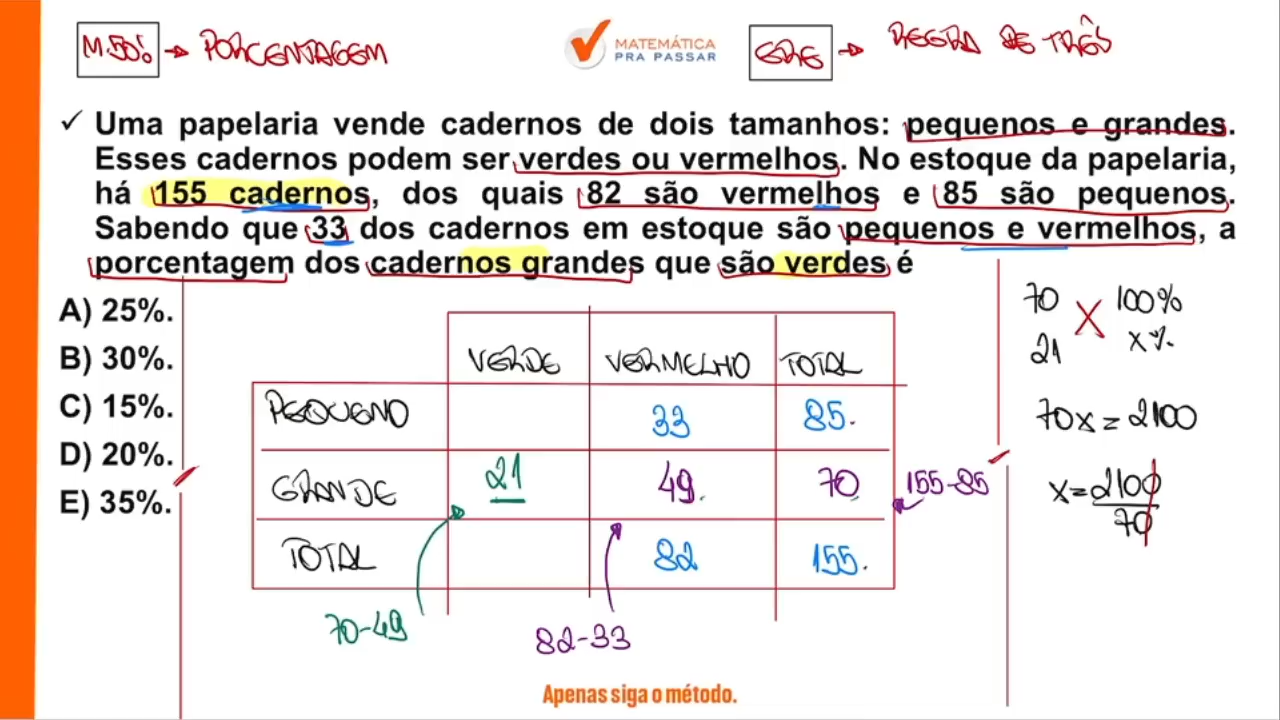 M.50% → PORCENTAGEM
MATEMÁTICA
PRA PASSAR
→ REGRA DE TRÊS
✓ Uma papelaria vende cadernos de dois tamanhos: pequenos e grandes.
Esses cadernos podem ser verdes ou vermelhos. No estoque da papelaria,
há 155 cadernos, dos quais 82 são vermelhos e 85 são pequenos.
Sabendo que 33 dos cadernos em estoque são pequenos e vermelhos, a
porcentagem dos cadernos grandes que são verdes é
A) 25%.
B) 30%.
C) 15%.
D) 20%.
E) 35%.
VERDE VERMELHO TOTAL
PEQUENO 33 85.
GRANDE 21 49. 70 155-85
TOTAL 82 155.
70-49
82-33
70 100%
21 x%
70x=2100
x=2100
70
Apenas siga o método.